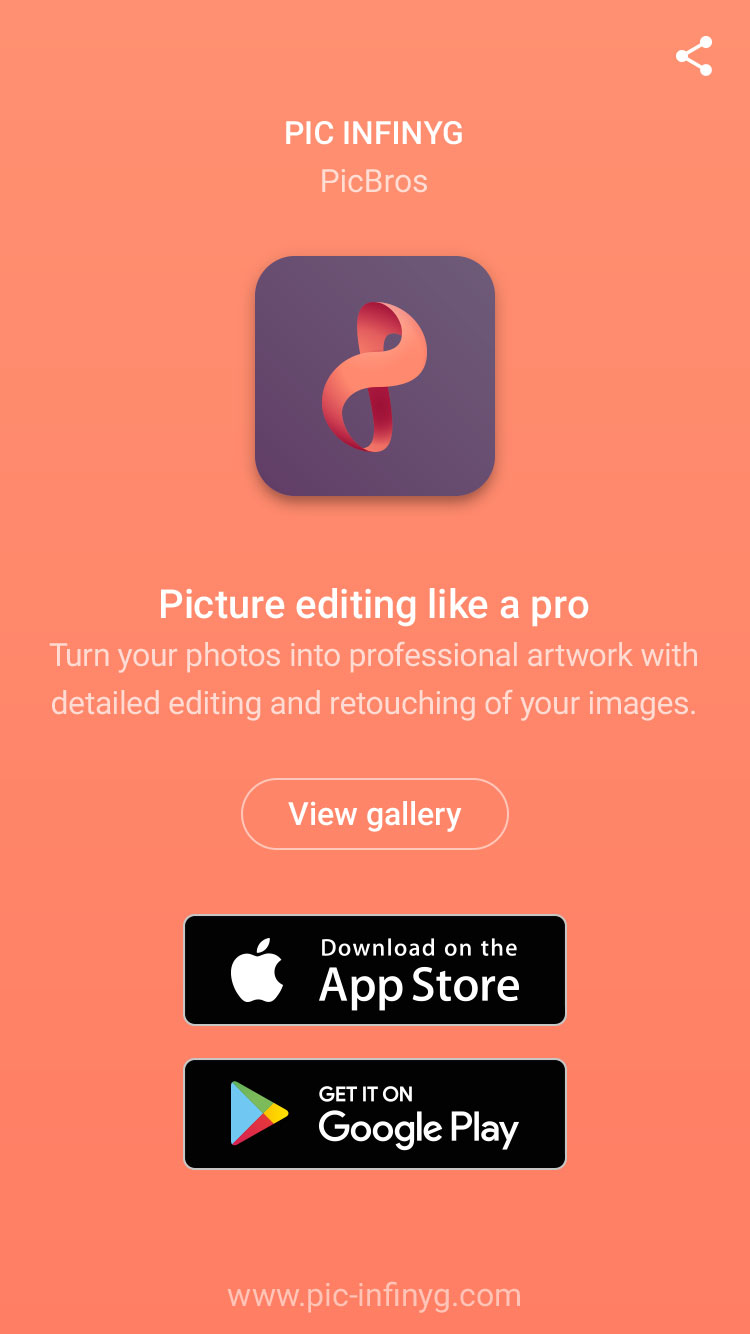 PIC INFINYG
PicBros
Picture editing like a pro
Turn your photos into professional artwork with
detailed editing and retouching of your images.
View gallery
Download on the
App Store
GET IT ON
Google Play
www.pic-infinyg.com